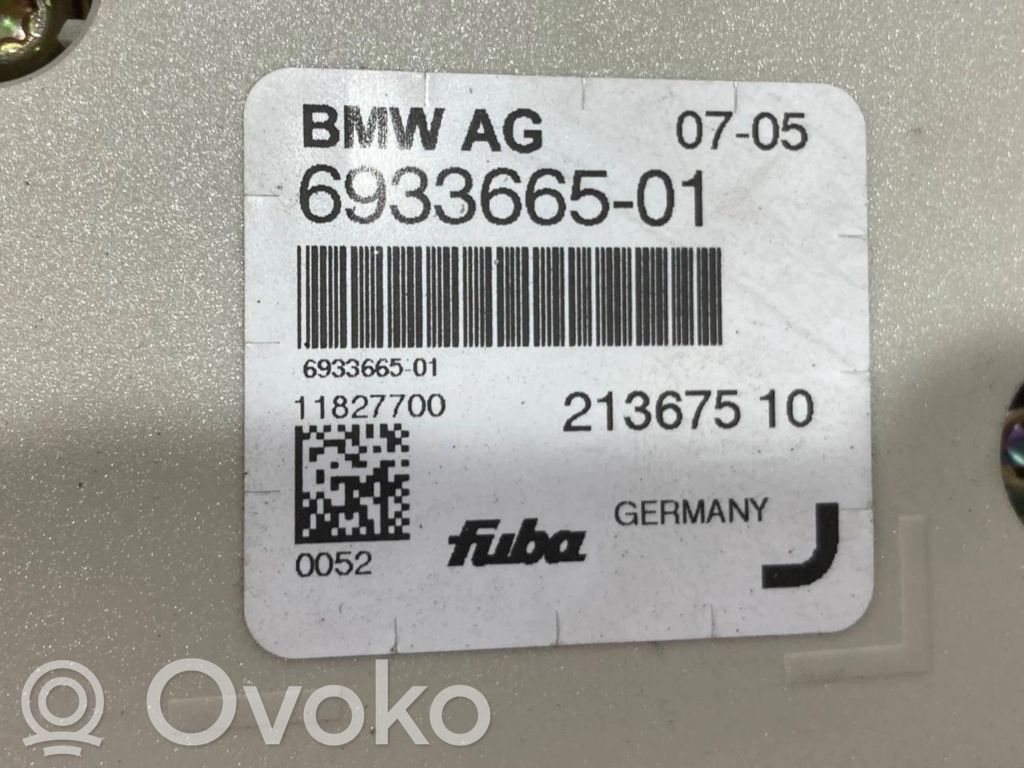 BMW AG 07-05
6933665-01
6933665-01
11827700 213675 10
fuba GERMANY
0052
Ovoko